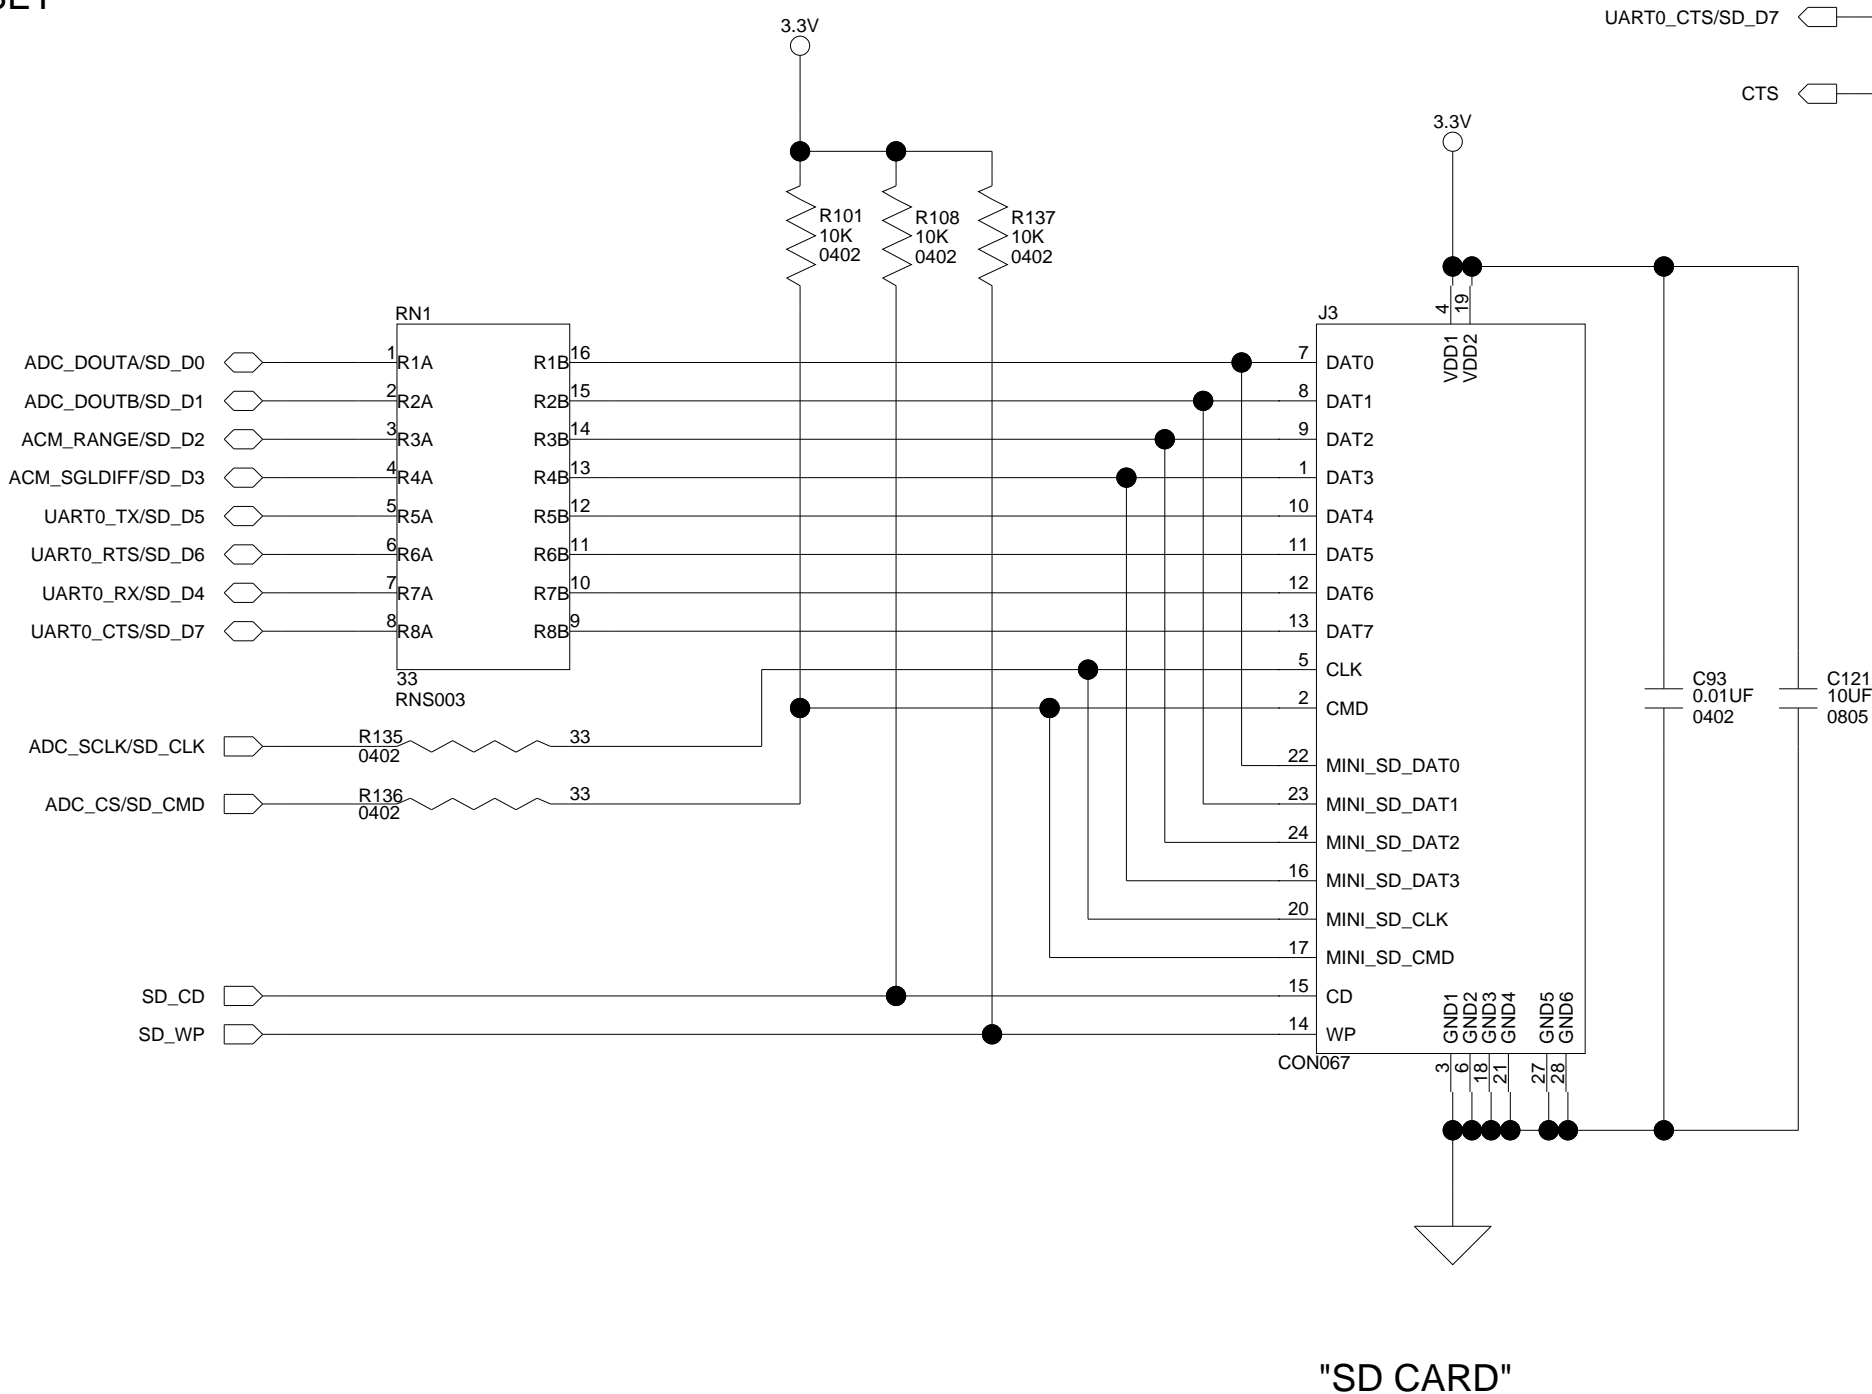 UART0_CTS/SD_D7
CTS
3.3V
3.3V
R101
10K
0402
R108
10K
0402
R137
10K
0402
RN1
ADC_DOUTA/SD_D0 1 R1A R1B 16
ADC_DOUTB/SD_D1 2 R2A R2B 15
ACM_RANGE/SD_D2 3 R3A R3B 14
ACM_SGLDIFF/SD_D3 4 R4A R4B 13
UART0_TX/SD_D5 5 R5A R5B 12
UART0_RTS/SD_D6 6 R6A R6B 11
UART0_RX/SD_D4 7 R7A R7B 10
UART0_CTS/SD_D7 8 R8A R8B 9
33
RNS003
ADC_SCLK/SD_CLK R135 33
0402
ADC_CS/SD_CMD R136 33
0402
SD_CD
SD_WP
J3
4 19
VDD1 VDD2
7 DAT0
8 DAT1
9 DAT2
1 DAT3
10 DAT4
11 DAT5
12 DAT6
13 DAT7
5 CLK
2 CMD
22 MINI_SD_DAT0
23 MINI_SD_DAT1
24 MINI_SD_DAT2
16 MINI_SD_DAT3
20 MINI_SD_CLK
17 MINI_SD_CMD
15 CD
14 WP
GND1 GND2 GND3 GND4 GND5 GND6
3 6 18 21 27 28
CON067
C93
0.01UF
0402
C121
10UF
0805
"SD CARD"